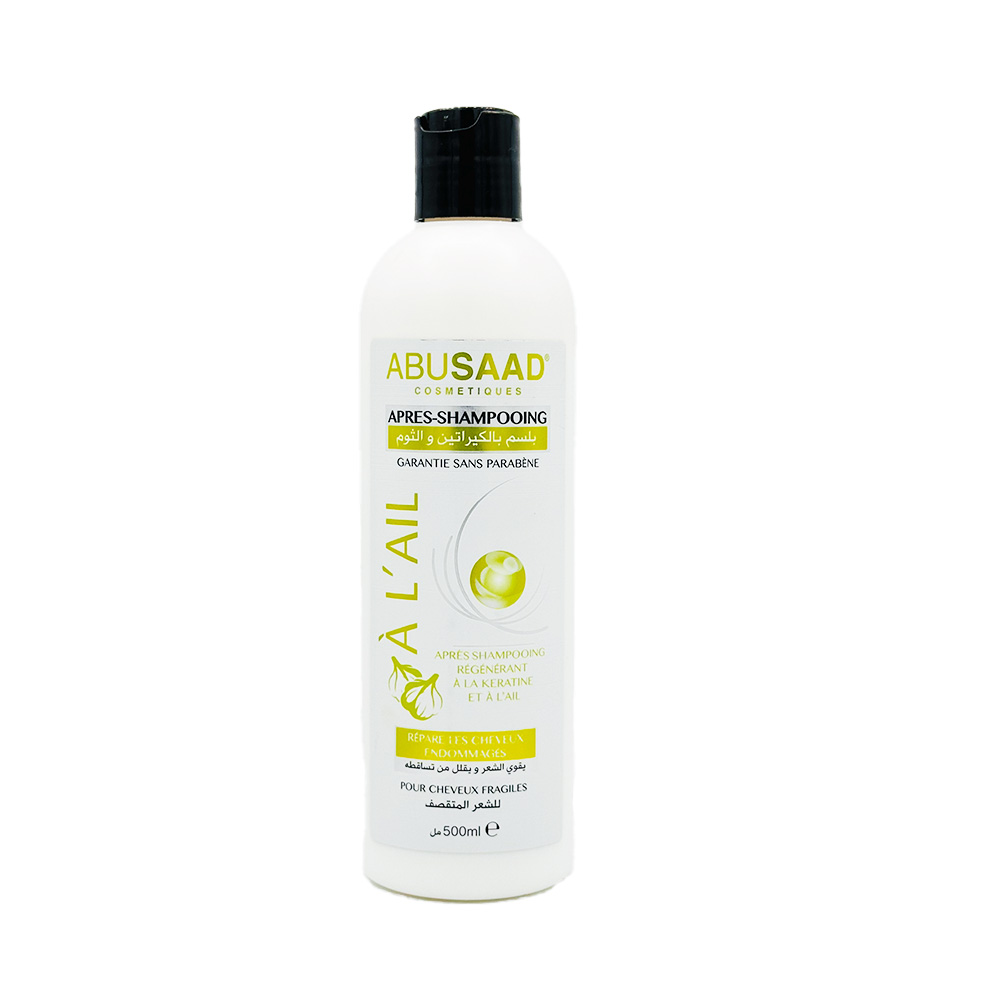 ABUSAAD®
COSMETIQUES
APRES-SHAMPOOING
بلسم بالكيراتين و الثوم
GARANTIE SANS PARABÈNE
À L'AIL
APRÈS SHAMPOOING
RÉGÉNÉRANT
À LA KERATINE
ET À L'AIL
RÉPARE LES CHEVEUX
ENDOMMAGÉS
يقوي الشعر و يقلل من تساقطه
POUR CHEVEUX FRAGILES
للشعر المتقصف
500ml مل ℮